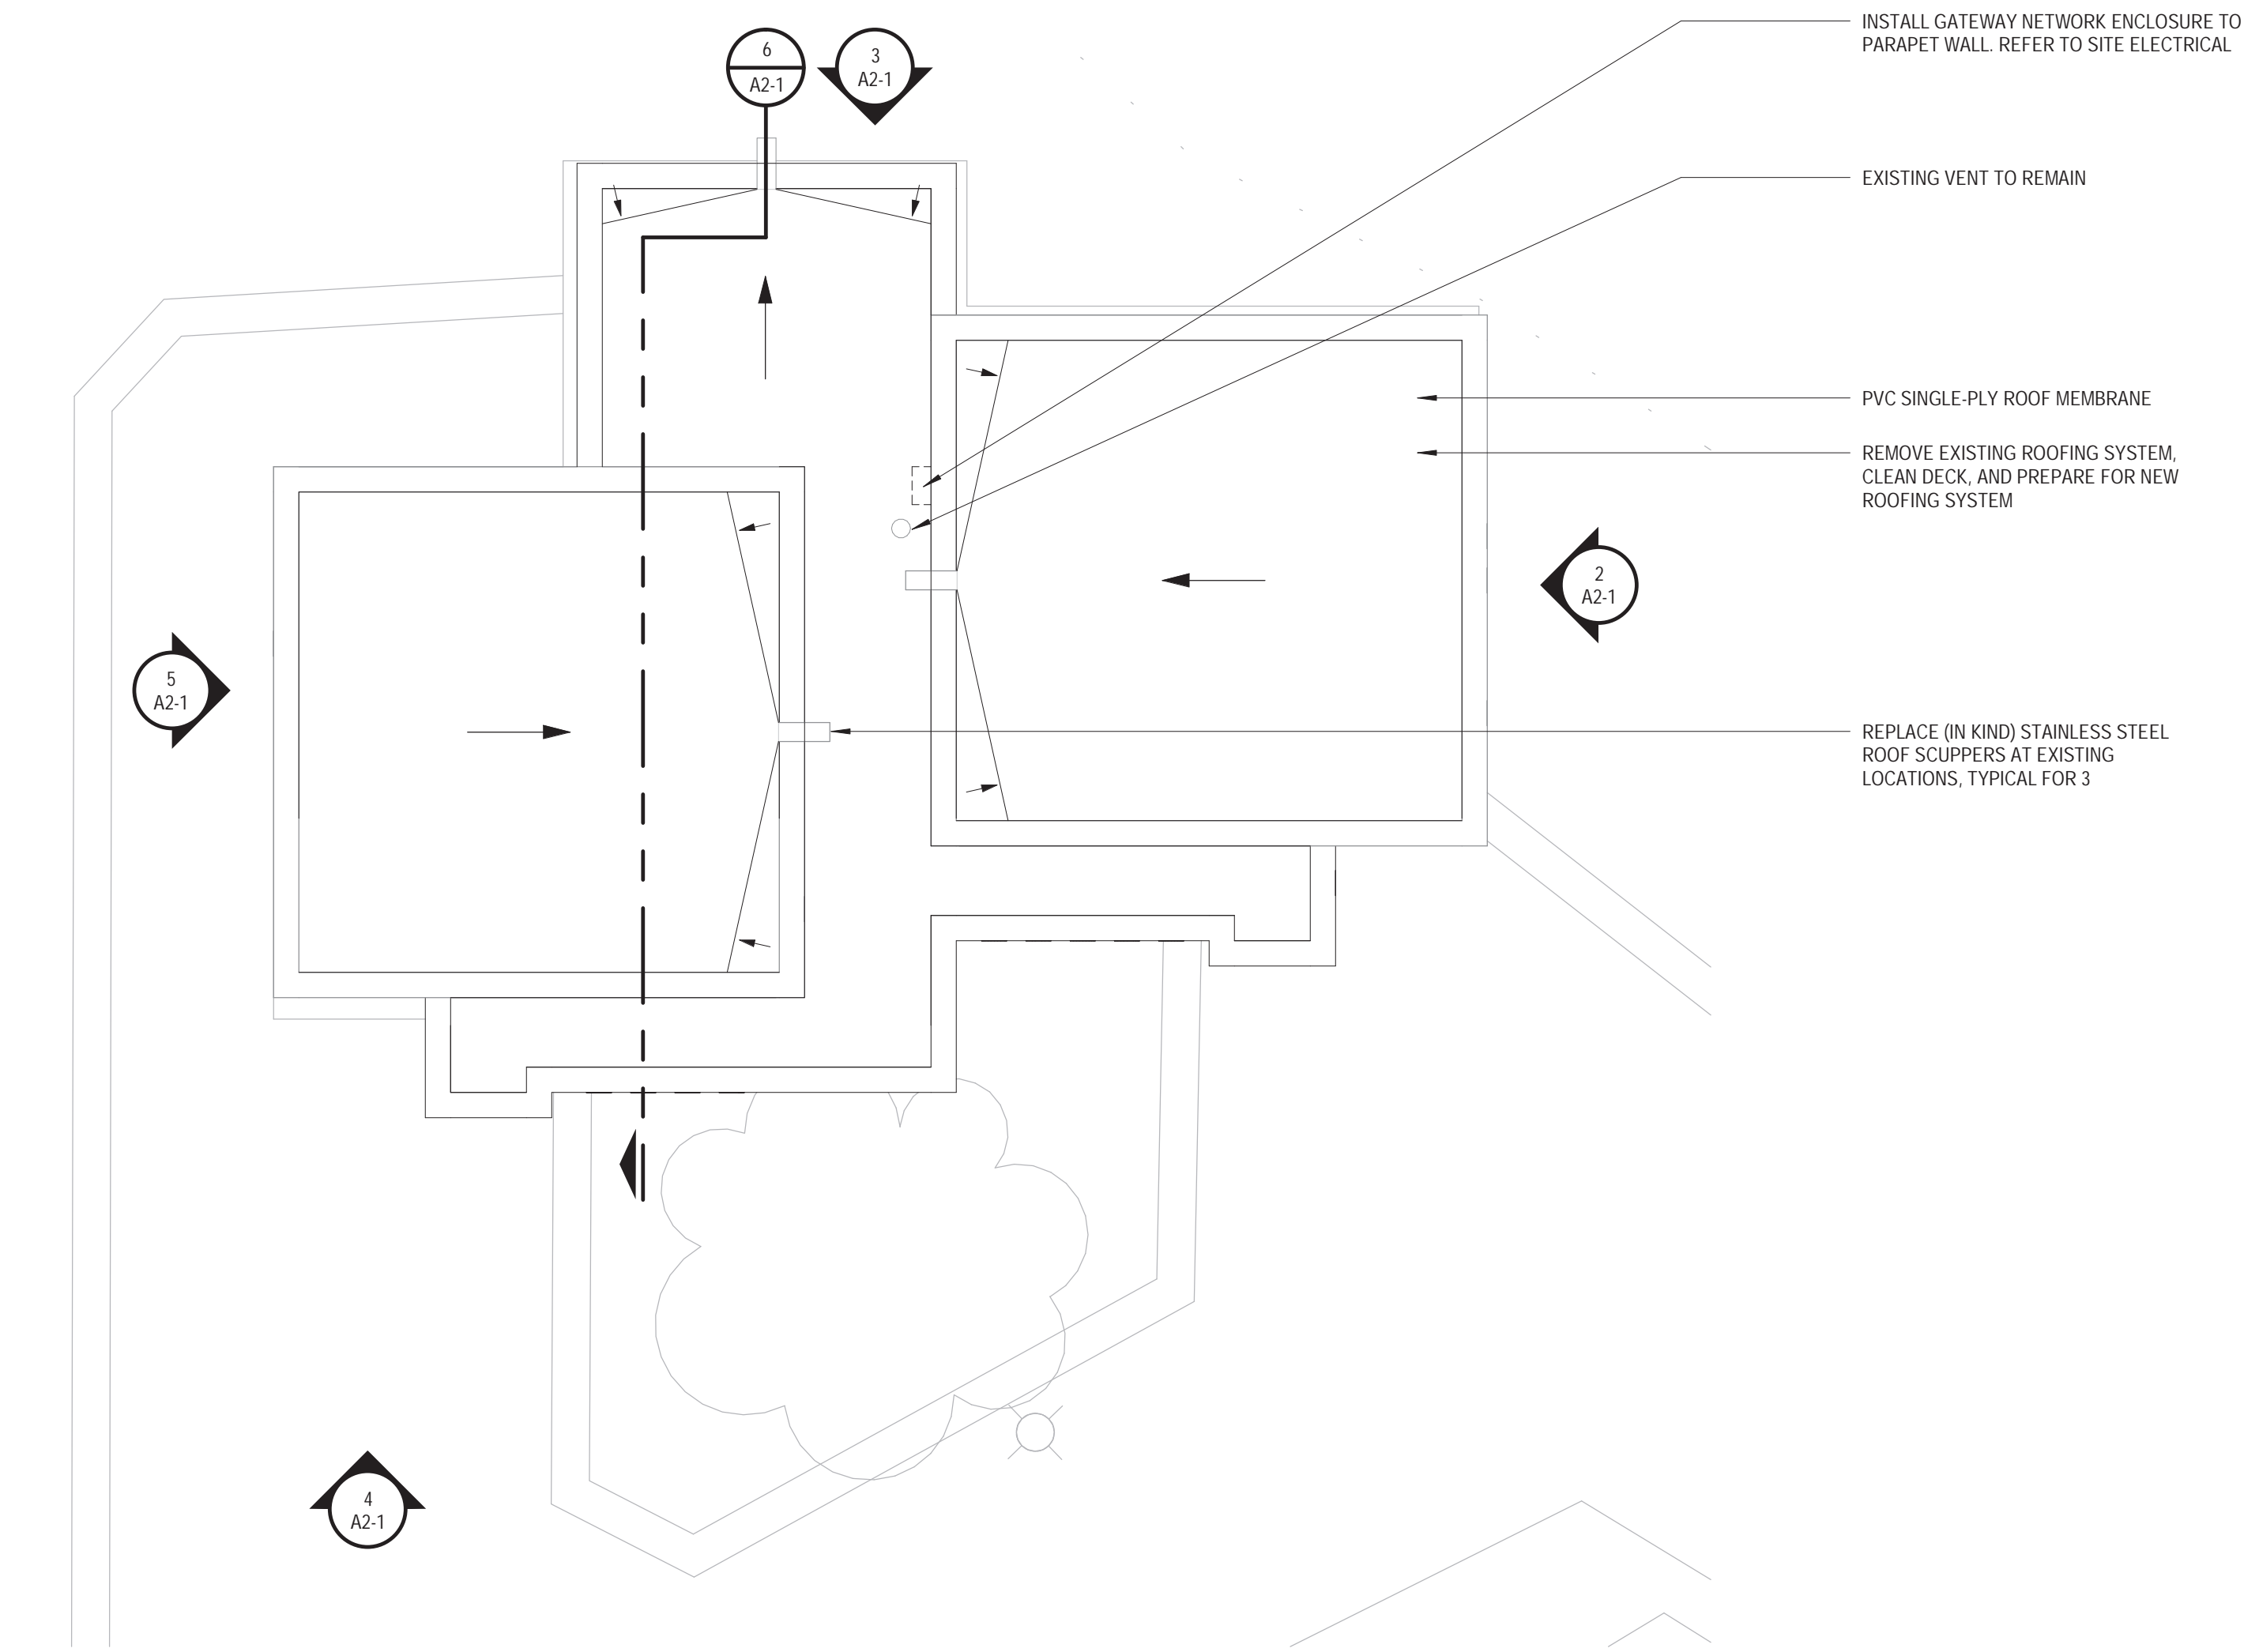 6
A2-1
3
A2-1
INSTALL GATEWAY NETWORK ENCLOSURE TO
PARAPET WALL. REFER TO SITE ELECTRICAL
EXISTING VENT TO REMAIN
PVC SINGLE-PLY ROOF MEMBRANE
REMOVE EXISTING ROOFING SYSTEM,
CLEAN DECK, AND PREPARE FOR NEW
ROOFING SYSTEM
2
A2-1
5
A2-1
REPLACE (IN KIND) STAINLESS STEEL
ROOF SCUPPERS AT EXISTING
LOCATIONS, TYPICAL FOR 3
4
A2-1